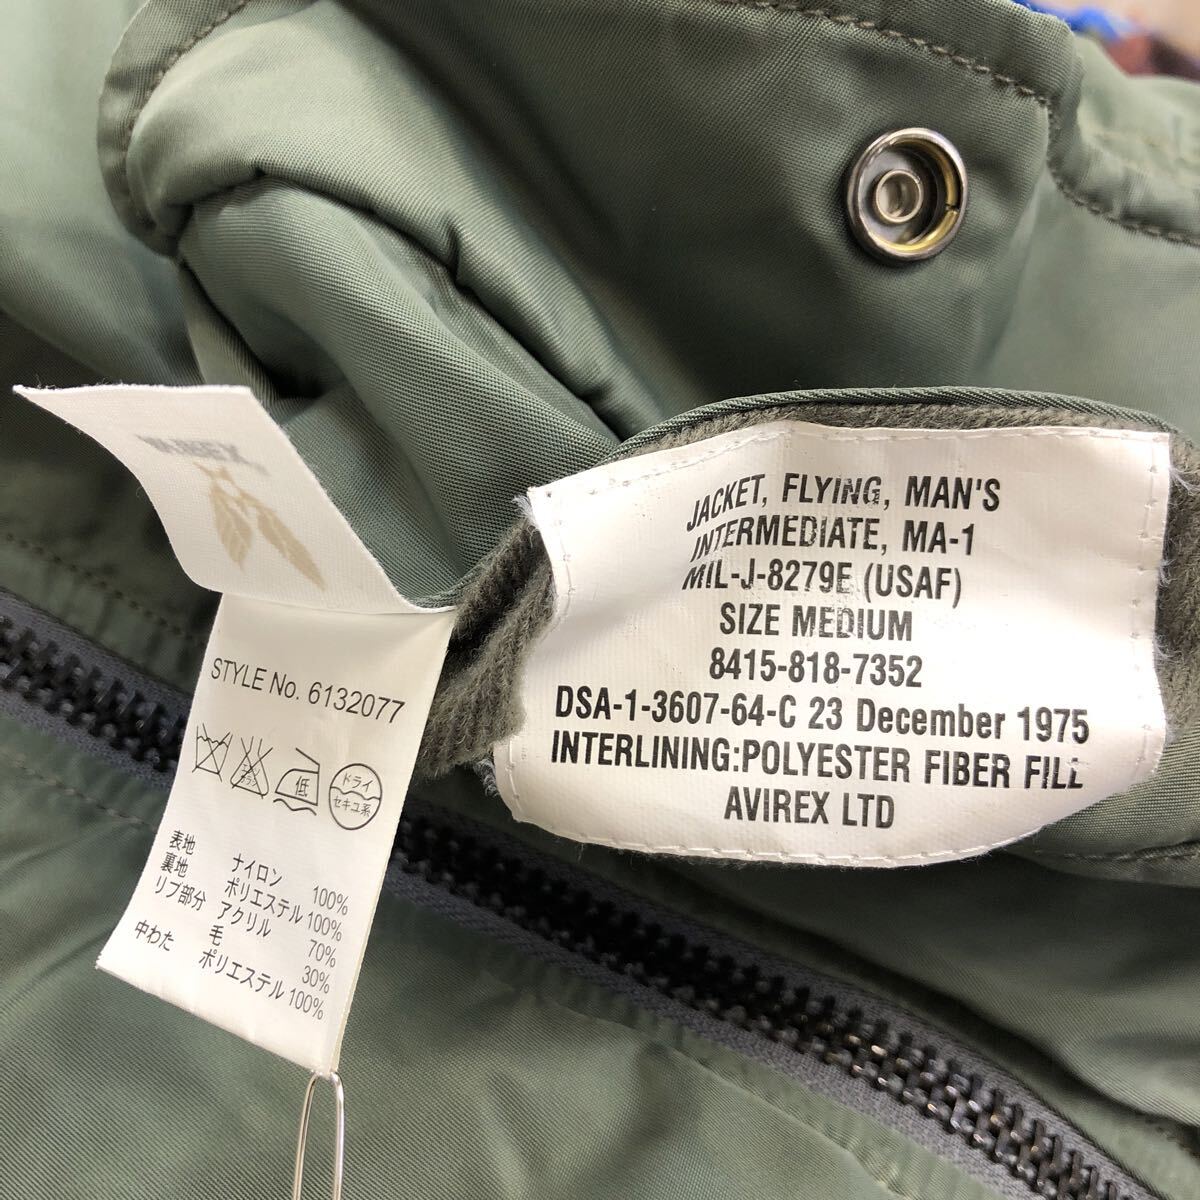 JACKET, FLYING, MAN'S
INTERMEDIATE, MA-1
MIL-J-8279E (USAF)
SIZE MEDIUM
8415-818-7352
DSA-1-3607-64-C 23 December 1975
INTERLINING:POLYESTER FIBER FILL
AVIREX LTD
STYLE No. 6132077
低
ドライ
セキユ系
表地 ナイロン 100%
裏地 ポリエステル 100%
リブ部分 アクリル 70%
毛 30%
中わた ポリエステル 100%